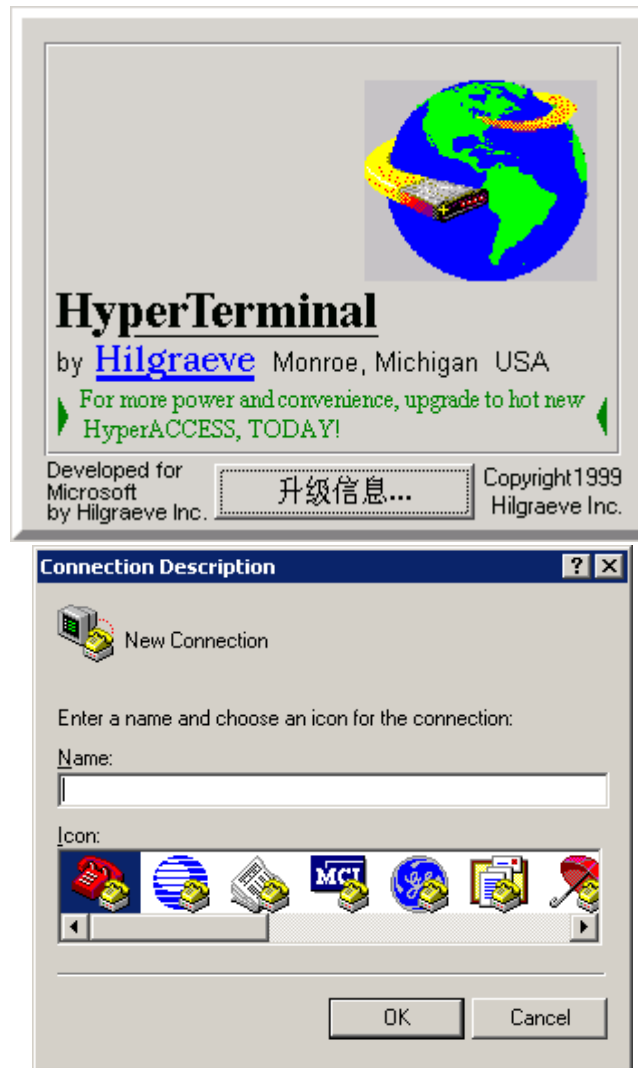 HyperTerminal
by Hilgraeve Monroe, Michigan USA
For more power and convenience, upgrade to hot new
HyperACCESS, TODAY!
Developed for
Microsoft
by Hilgraeve Inc.
升级信息...
Copyright1999
Hilgraeve Inc.
Connection Description
New Connection
Enter a name and choose an icon for the connection:
Name:
Icon:
MCI
OK Cancel